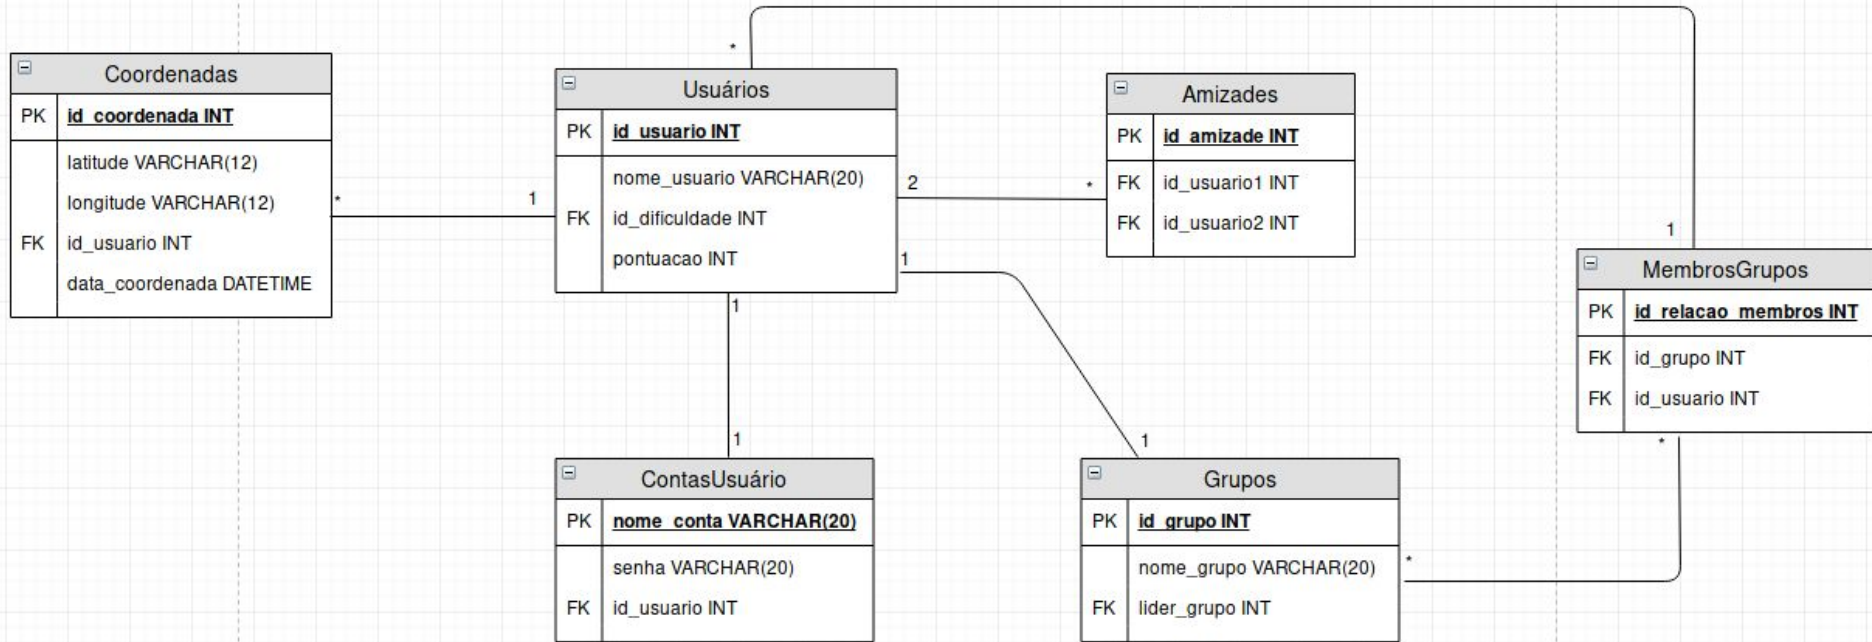 Coordenadas
PK id_coordenada INT
latitude VARCHAR(12)
longitude VARCHAR(12)
FK id_usuario INT
data_coordenada DATETIME
*
1
*
Usuários
PK id_usuario INT
nome_usuario VARCHAR(20)
FK id_dificuldade INT
pontuacao INT
2
*
1
1
Amizades
PK id_amizade INT
FK id_usuario1 INT
FK id_usuario2 INT
1
MembrosGrupos
PK id_relacao_membros INT
FK id_grupo INT
FK id_usuario INT
*
1
ContasUsuário
PK nome_conta VARCHAR(20)
senha VARCHAR(20)
FK id_usuario INT
1
Grupos
PK id_grupo INT
nome_grupo VARCHAR(20)
FK lider_grupo INT
*